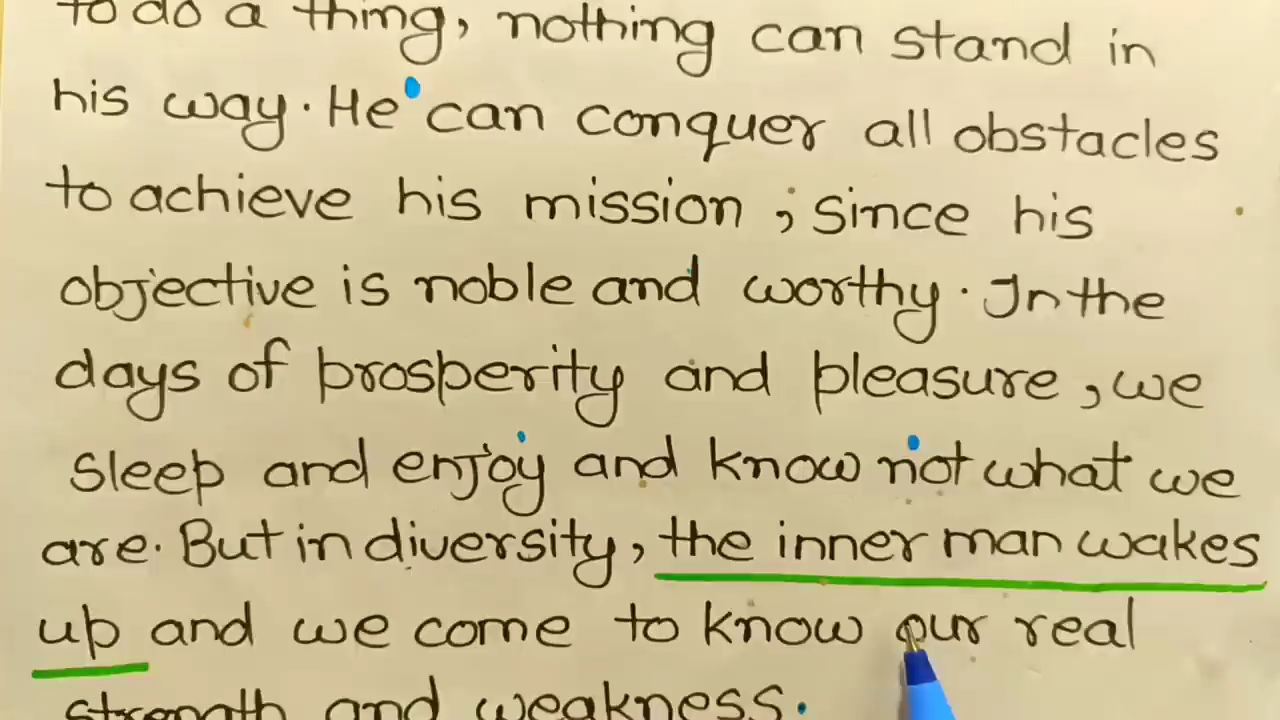 to do a thing, nothing can stand in
his way. He can conquer all obstacles
to achieve his mission ; since his
objective is noble and worthy. In the
days of prosperity and pleasure, we
sleep and enjoy and know not what we
are. But in diversity, the inner man wakes
up and we come to know our real
strength and weakness.